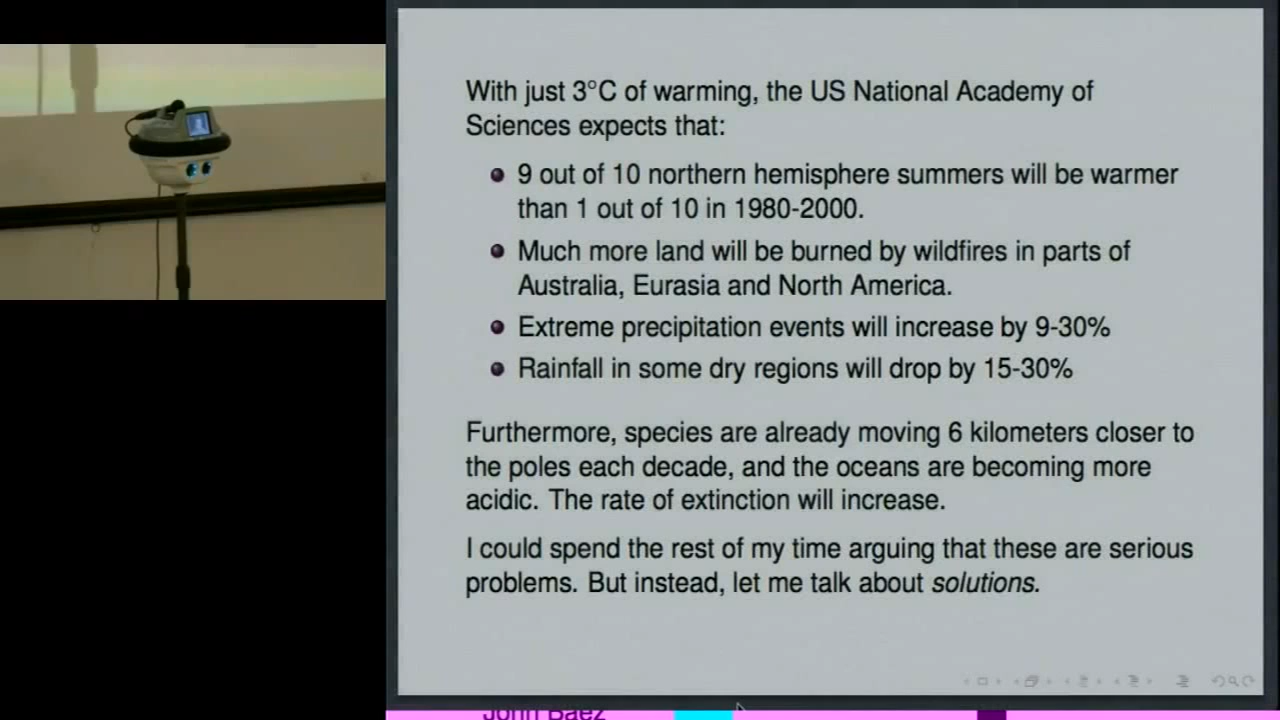 With just 3°C of warming, the US National Academy of
Sciences expects that:
9 out of 10 northern hemisphere summers will be warmer
than 1 out of 10 in 1980-2000.
Much more land will be burned by wildfires in parts of
Australia, Eurasia and North America.
Extreme precipitation events will increase by 9-30%
Rainfall in some dry regions will drop by 15-30%
Furthermore, species are already moving 6 kilometers closer to
the poles each decade, and the oceans are becoming more
acidic. The rate of extinction will increase.
I could spend the rest of my time arguing that these are serious
problems. But instead, let me talk about solutions.
John Baez